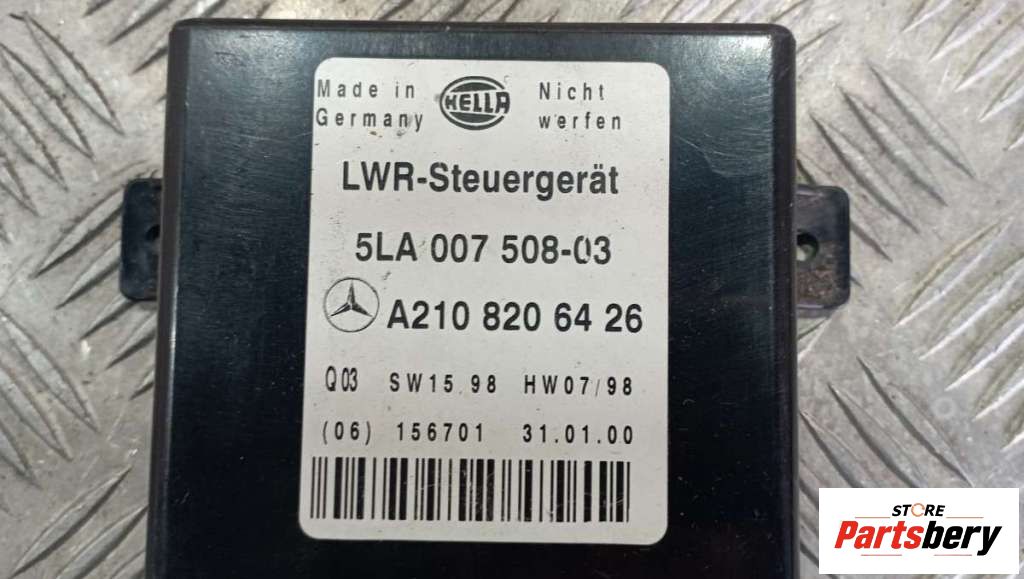 Made in HELLA Nicht
Germany werfen
LWR-Steuergerät
5LA 007 508-03
A210 820 64 26
Q03 SW15.98 HW07/98
(06) 156701 31.01.00
STORE
Partsbery